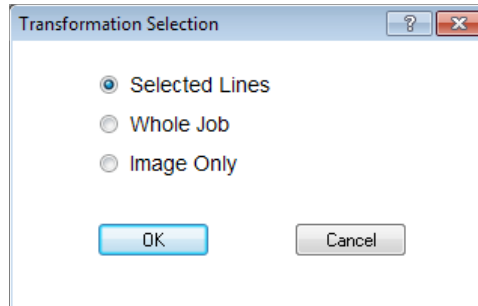 Transformation Selection
Selected Lines
Whole Job
Image Only
OK
Cancel